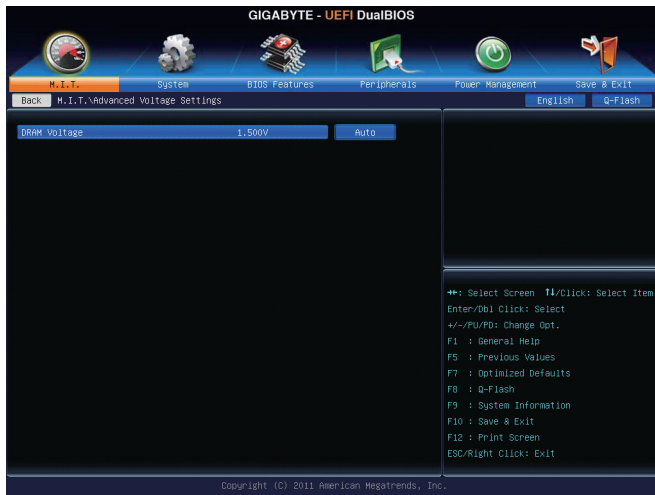 GIGABYTE - UEFI DualBIOS
M.I.T. System BIOS Features Peripherals Power Management Save & Exit
Back M.I.T.\Advanced Voltage Settings English Q-Flash
DRAM Voltage 1.500V Auto
→←: Select Screen ↑↓/Click: Select Item
Enter/Dbl Click: Select
+/-/PU/PD: Change Opt.
F1 : General Help
F5 : Previous Values
F7 : Optimized Defaults
F8 : Q-Flash
F9 : System Information
F10 : Save & Exit
F12 : Print Screen
ESC/Right Click: Exit
Copyright (C) 2011 American Megatrends, Inc.